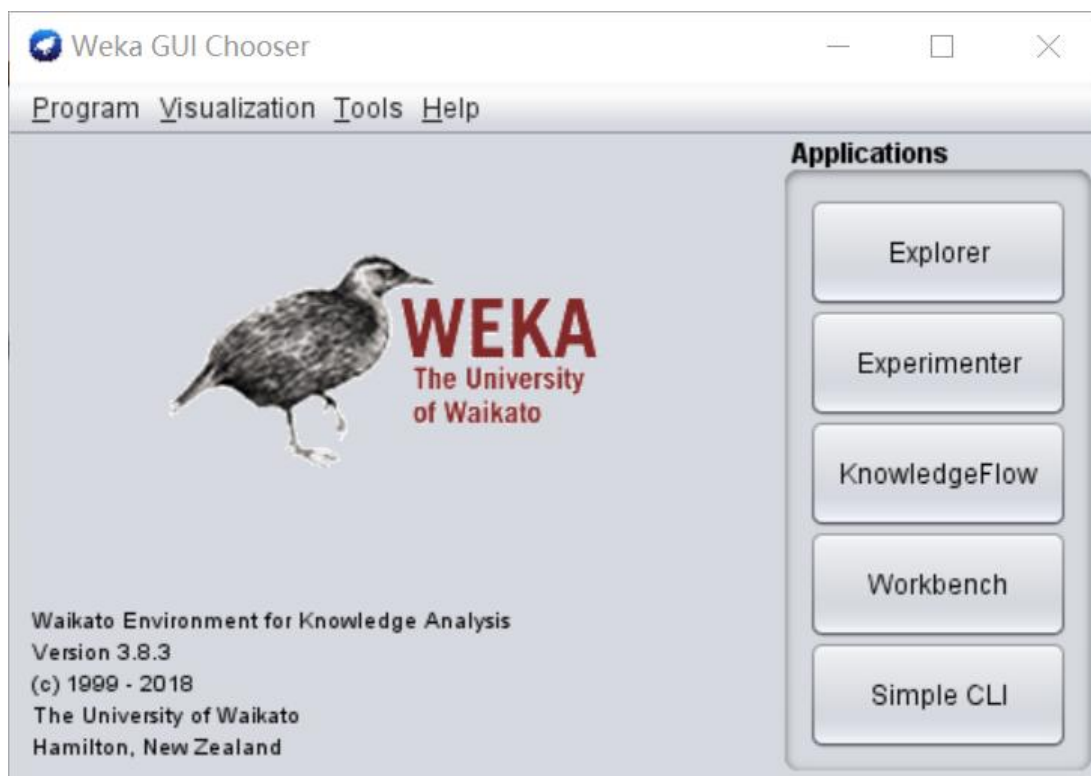 Weka GUI Chooser
Program Visualization Tools Help
Applications
Explorer
Experimenter
KnowledgeFlow
Workbench
Simple CLI
WEKA
The University
of Waikato
Waikato Environment for Knowledge Analysis
Version 3.8.3
(c) 1999 - 2018
The University of Waikato
Hamilton, New Zealand